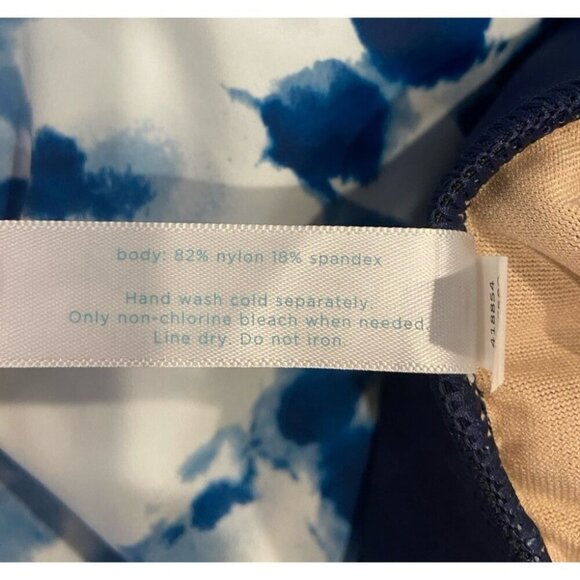 body: 82% nylon 18% spandex
Hand wash cold separately.
Only non-chlorine bleach when needed.
Line dry. Do not iron.
418854